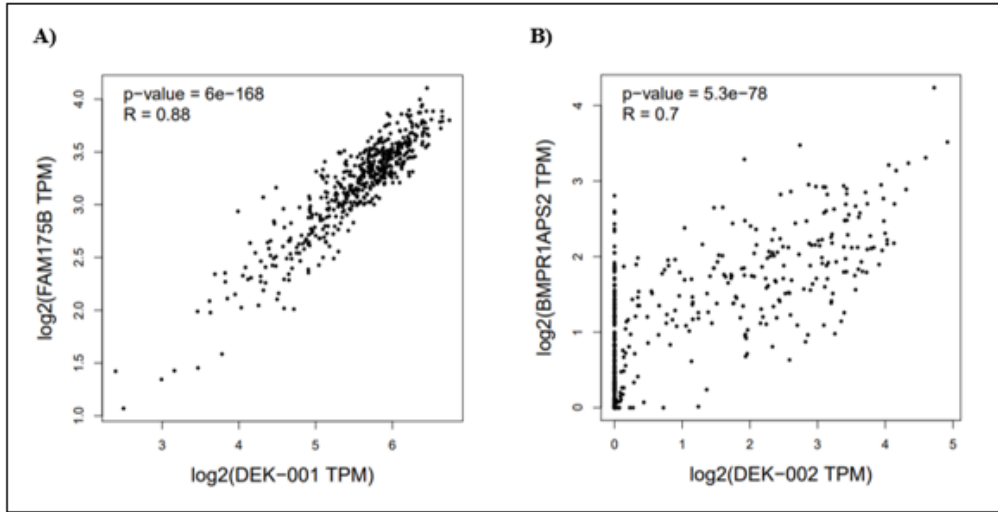 A)
p-value = 6e-168
R = 0.88
log2(FAM175B TPM)
4.0
3.5
3.0
2.5
2.0
1.5
1.0
3 4 5 6
log2(DEK-001 TPM)
B)
p-value = 5.3e-78
R = 0.7
log2(BMPR1APS2 TPM)
4
3
2
1
0
0 1 2 3 4 5
log2(DEK-002 TPM)